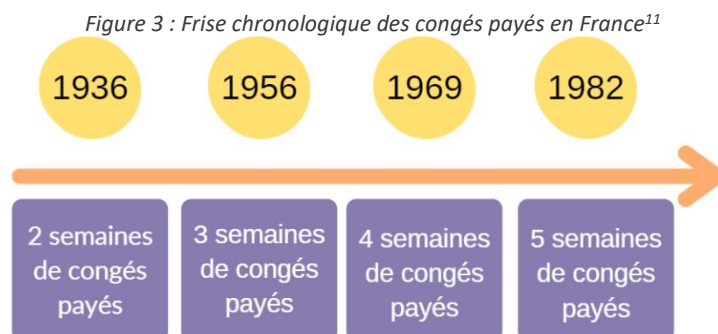 Figure 3 : Frise chronologique des congés payés en France11
1936
1956
1969
1982
2 semaines
de congés
payés
3 semaines
de congés
payés
4 semaines
de congés
payés
5 semaines
de congés
payés